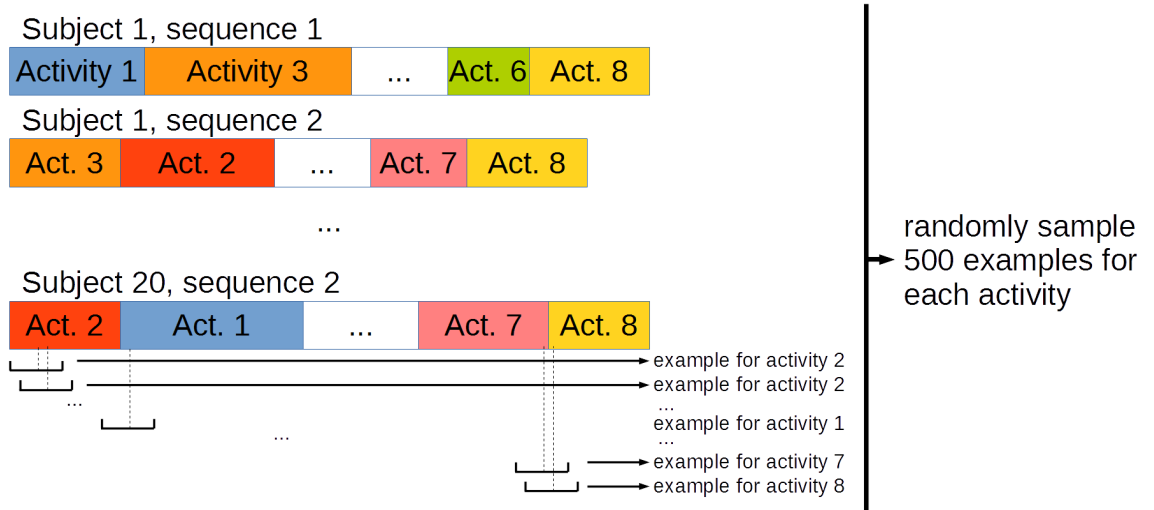 Subject 1, sequence 1
Activity 1 Activity 3 ... Act. 6 Act. 8
Subject 1, sequence 2
Act. 3 Act. 2 ... Act. 7 Act. 8
...
Subject 20, sequence 2
Act. 2 Act. 1 ... Act. 7 Act. 8
example for activity 2
example for activity 2
... ...
example for activity 1
... ...
example for activity 7
example for activity 8
randomly sample
500 examples for
each activity